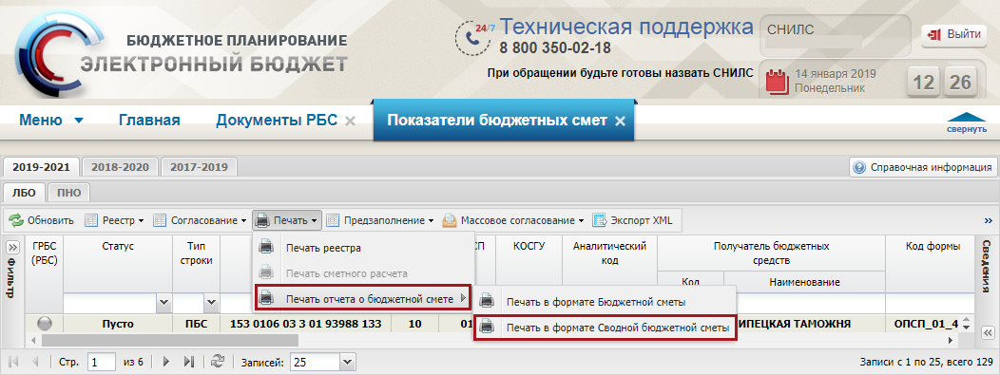 БЮДЖЕТНОЕ ПЛАНИРОВАНИЕ
ЭЛЕКТРОННЫЙ БЮДЖЕТ
24/7
Техническая поддержка
8 800 350-02-18
При обращении будьте готовы назвать СНИЛС
СНИЛС
Выйти
14 января 2019
Понедельник
12 26
Меню Главная Документы РБС Показатели бюджетных смет
свернуть
2019-2021 2018-2020 2017-2019
Справочная информация
ЛБО ПНО
Обновить Реестр Согласование Печать Предзаполнение Массовое согласование Экспорт XML
Фильтр
ГРБС (РБС)
Статус
Тип строки
СП
КОСГУ
Аналитический код
Получатель бюджетных средств
Код
Наименование
Код формы
Сведения
Печать реестра
Печать сметного расчета
Печать отчета о бюджетной смете
Печать в формате Бюджетной сметы
Печать в формате Сводной бюджетной сметы
Пусто ПБС 153 0106 03 3 01 93988 133 10 01 ИПЕЦКАЯ ТАМОЖНЯ ОПСП_01_4
Стр. 1 из 6 Записей: 25
Записи с 1 по 25, всего 129